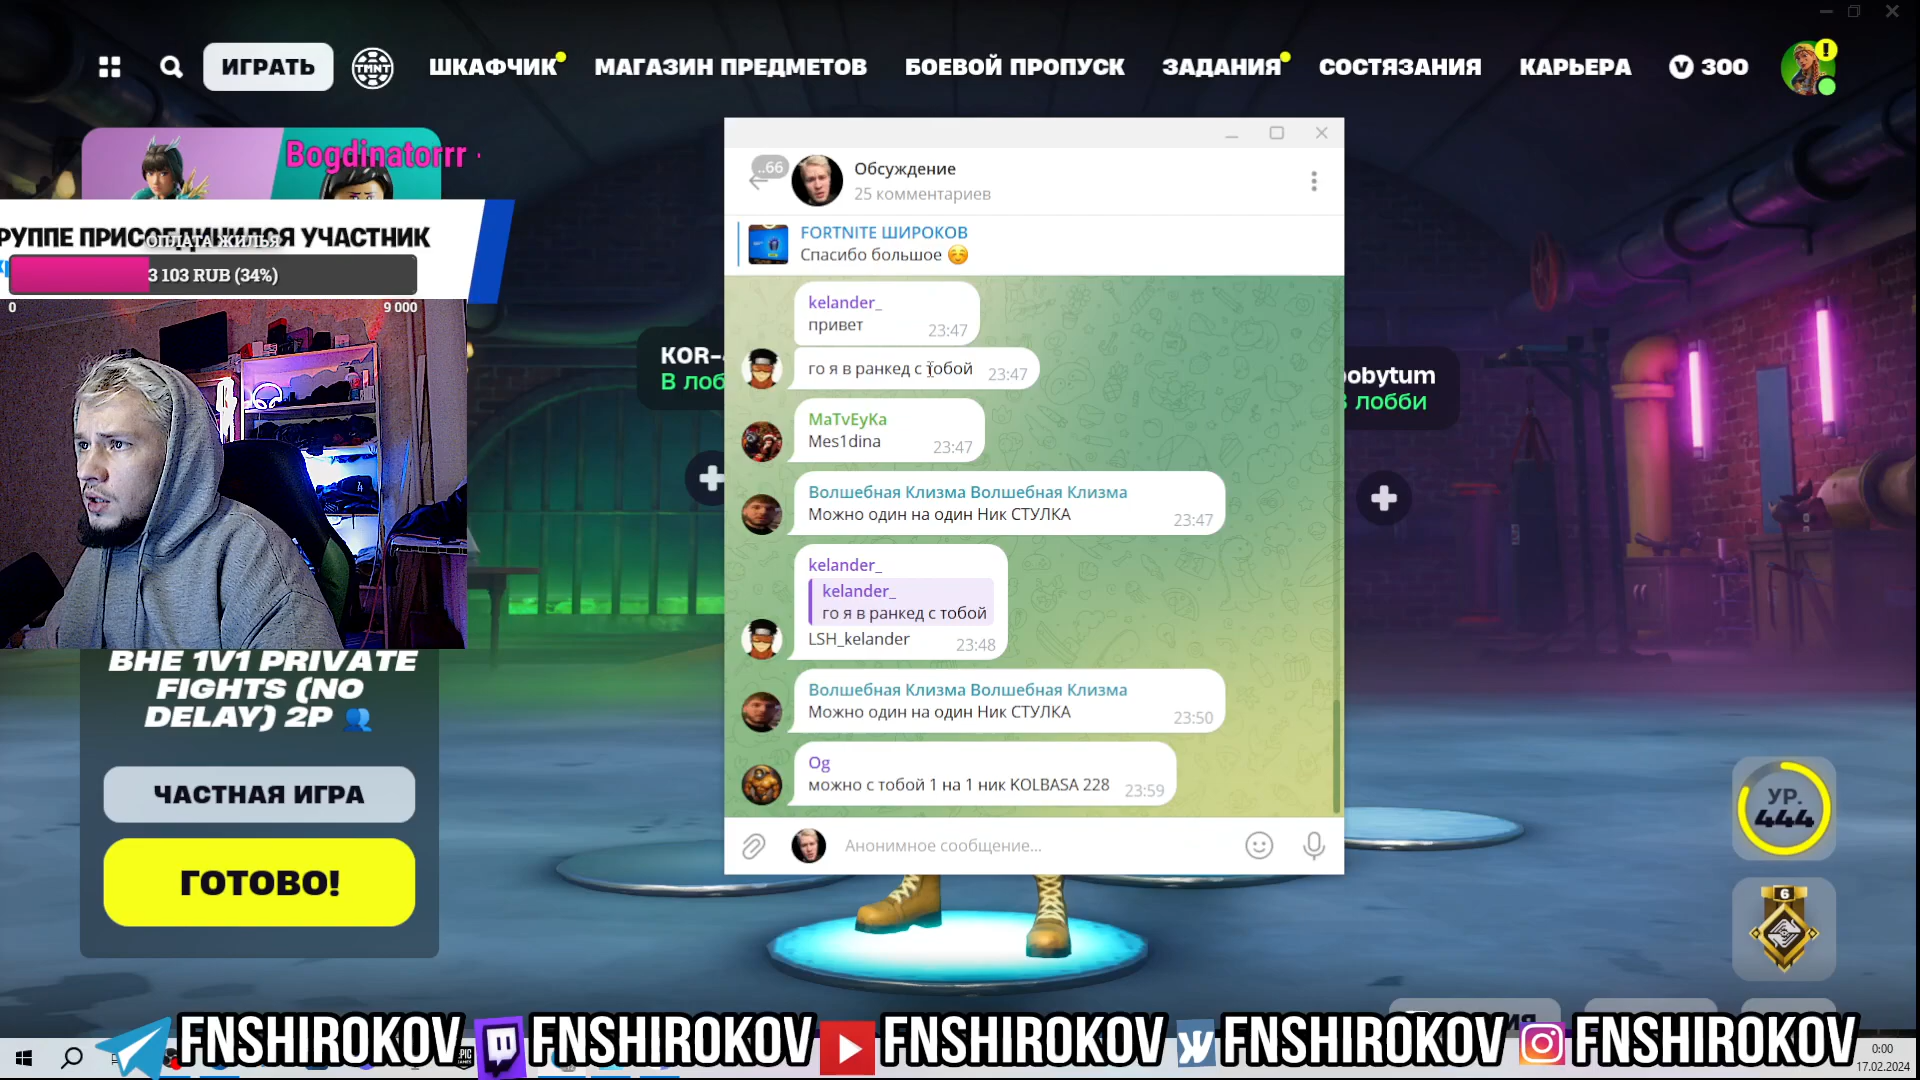 ИГРАТЬ
TMNT
ШКАФЧИК
МАГАЗИН ПРЕДМЕТОВ
БОЕВОЙ ПРОПУСК
ЗАДАНИЯ
СОСТЯЗАНИЯ
КАРЬЕРА
300
Bogdinatorrr
РУППЕ ПРИСОЕДИНИЛСЯ УЧАСТНИК
ОПЛАТА ЖИЛЬЯ
3 103 RUB (34%)
0
9 000
..66
Обсуждение
25 комментариев
FORTNITE ШИРОКОВ
Спасибо большое ☺️
kelander_
привет
23:47
го я в ранкед с тобой
23:47
MaTvEyKa
Mes1dina
23:47
Волшебная Клизма Волшебная Клизма
Можно один на один Ник СТУЛКА
23:47
kelander_
kelander_
го я в ранкед с тобой
LSH_kelander
23:48
Волшебная Клизма Волшебная Клизма
Можно один на один Ник СТУЛКА
23:50
Og
можно с тобой 1 на 1 ник KOLBASA 228
23:59
Анонимное сообщение...
KOR-
В лоб
obytum
В лобби
BHE 1V1 PRIVATE
FIGHTS (NO
DELAY) 2P
ЧАСТНАЯ ИГРА
ГОТОВО!
УР.
444
6
FNSHIROKOV
FNSHIROKOV
FNSHIROKOV
FNSHIROKOV
FNSHIROKOV
0:00
17.02.2024